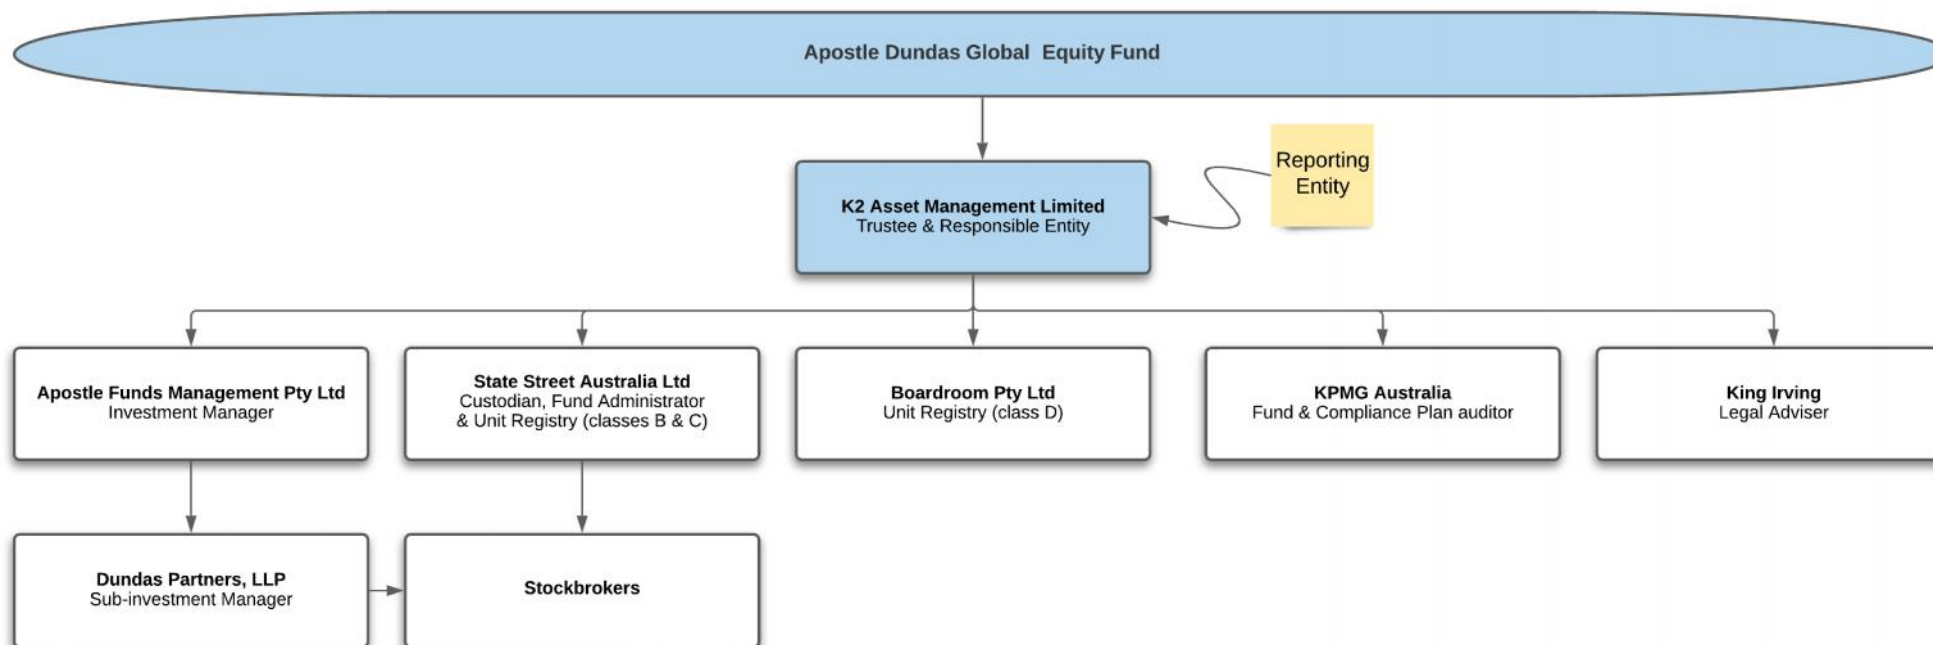 Apostle Dundas Global Equity Fund
Reporting
Entity
K2 Asset Management Limited
Trustee & Responsible Entity
Apostle Funds Management Pty Ltd
Investment Manager
State Street Australia Ltd
Custodian, Fund Administrator
& Unit Registry (classes B & C)
Boardroom Pty Ltd
Unit Registry (class D)
KPMG Australia
Fund & Compliance Plan auditor
King Irving
Legal Adviser
Dundas Partners, LLP
Sub-investment Manager
Stockbrokers